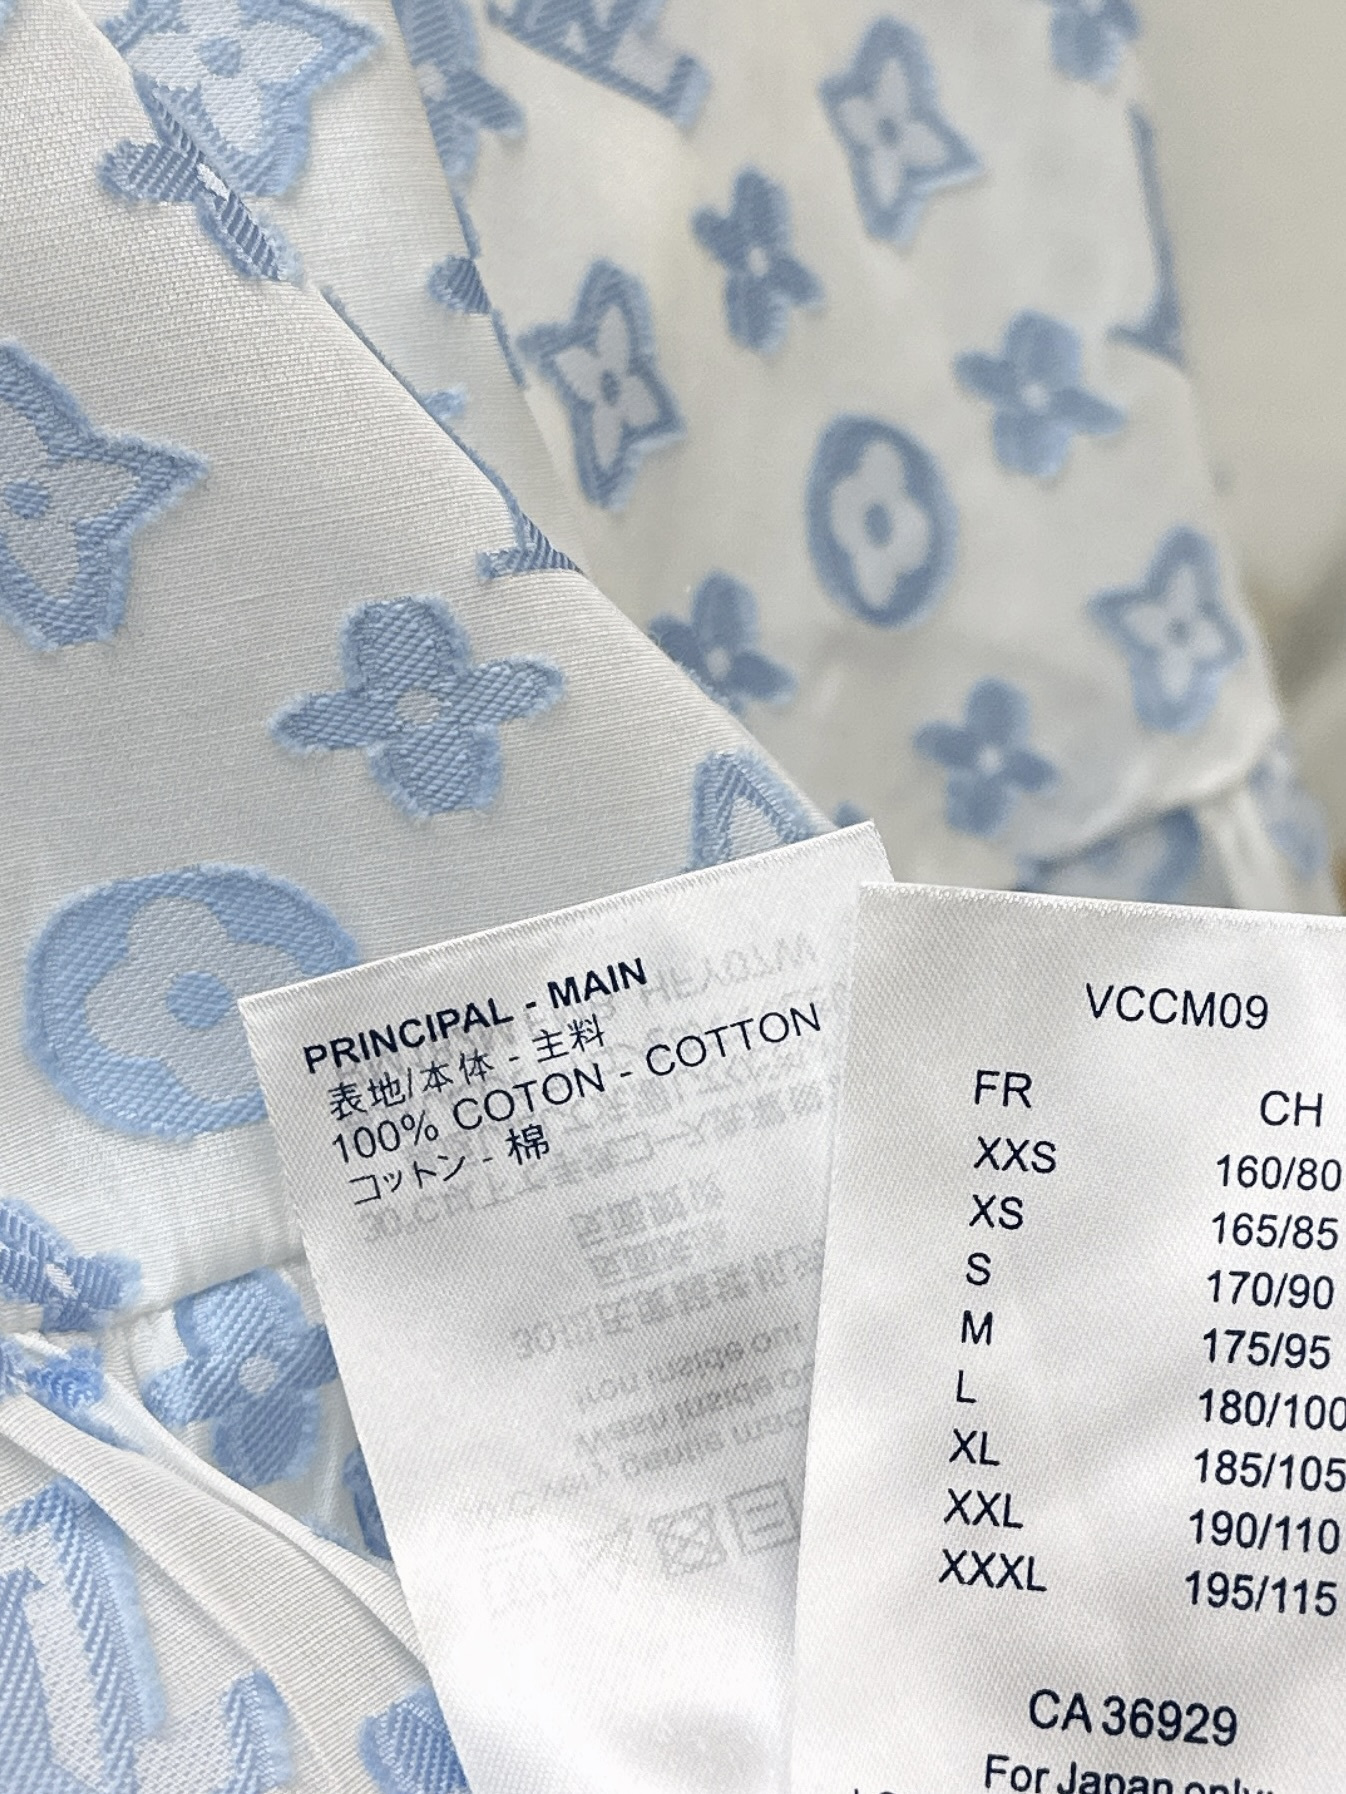 PRINCIPAL - MAIN
表地/本体 - 主料
100% COTON - COTTON
コットン - 棉
VCCM09
FR CH
XXS 160/80
XS 165/85
S 170/90
M 175/95
L 180/100
XL 185/105
XXL 190/110
XXXL 195/115
CA 36929
For Japan only: